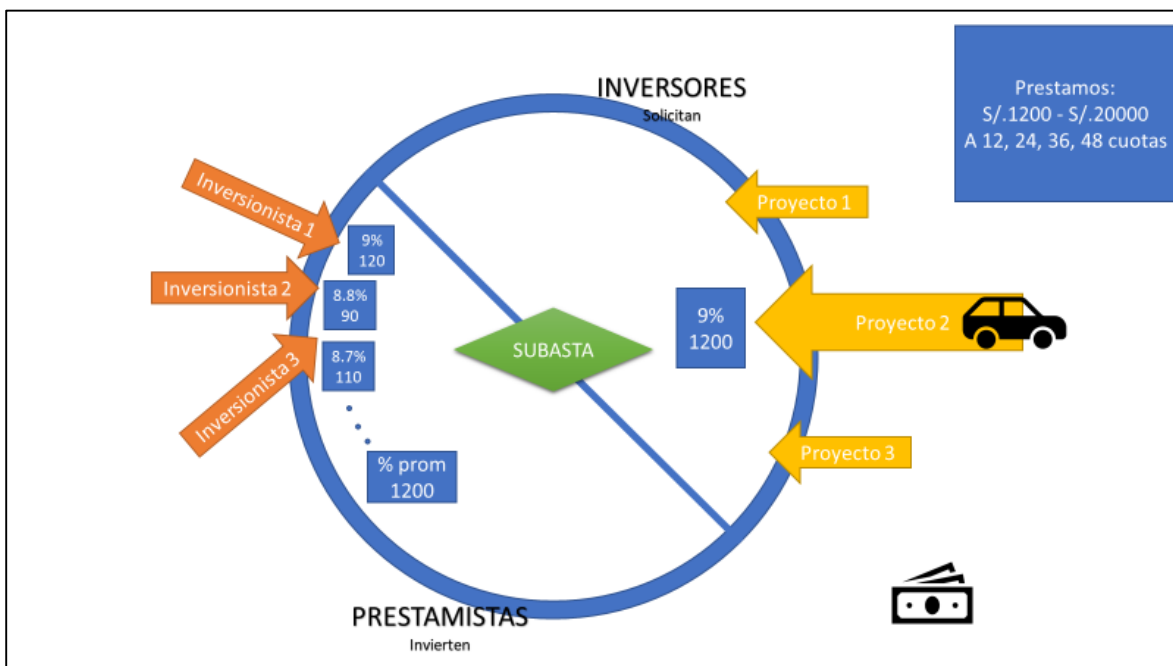 INVERSORES
Solicitan
Prestamos:
S/.1200 - S/.20000
A 12, 24, 36, 48 cuotas
Inversionista 1
Inversionista 2
Inversionista 3
9%
120
8.8%
90
8.7%
110
% prom
1200
SUBASTA
9%
1200
Proyecto 1
Proyecto 2
Proyecto 3
PRESTAMISTAS
Invierten